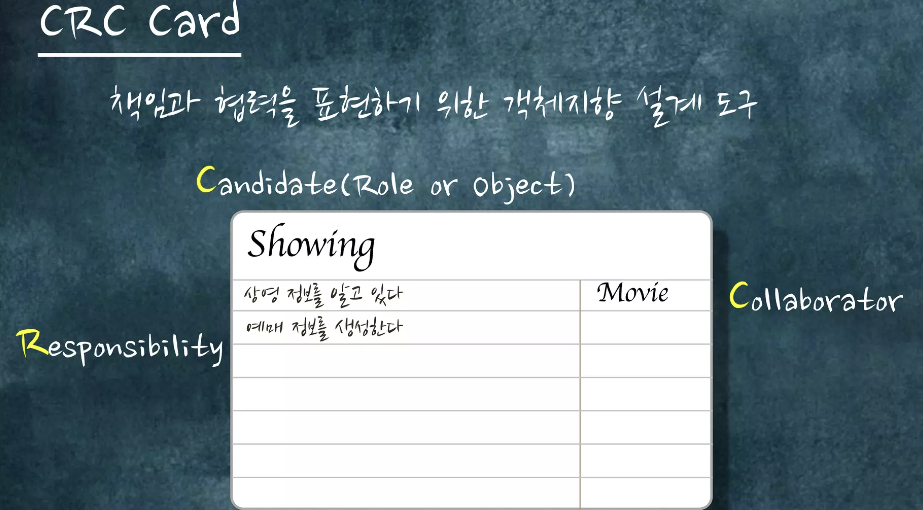 CRC Card
책임과 협력을 표현하기 위한 객체지향 설계 도구
Candidate(Role or Object)
Showing
상영 정보를 알고 있다
Movie
Collaborator
예매 정보를 생성한다
Responsibility